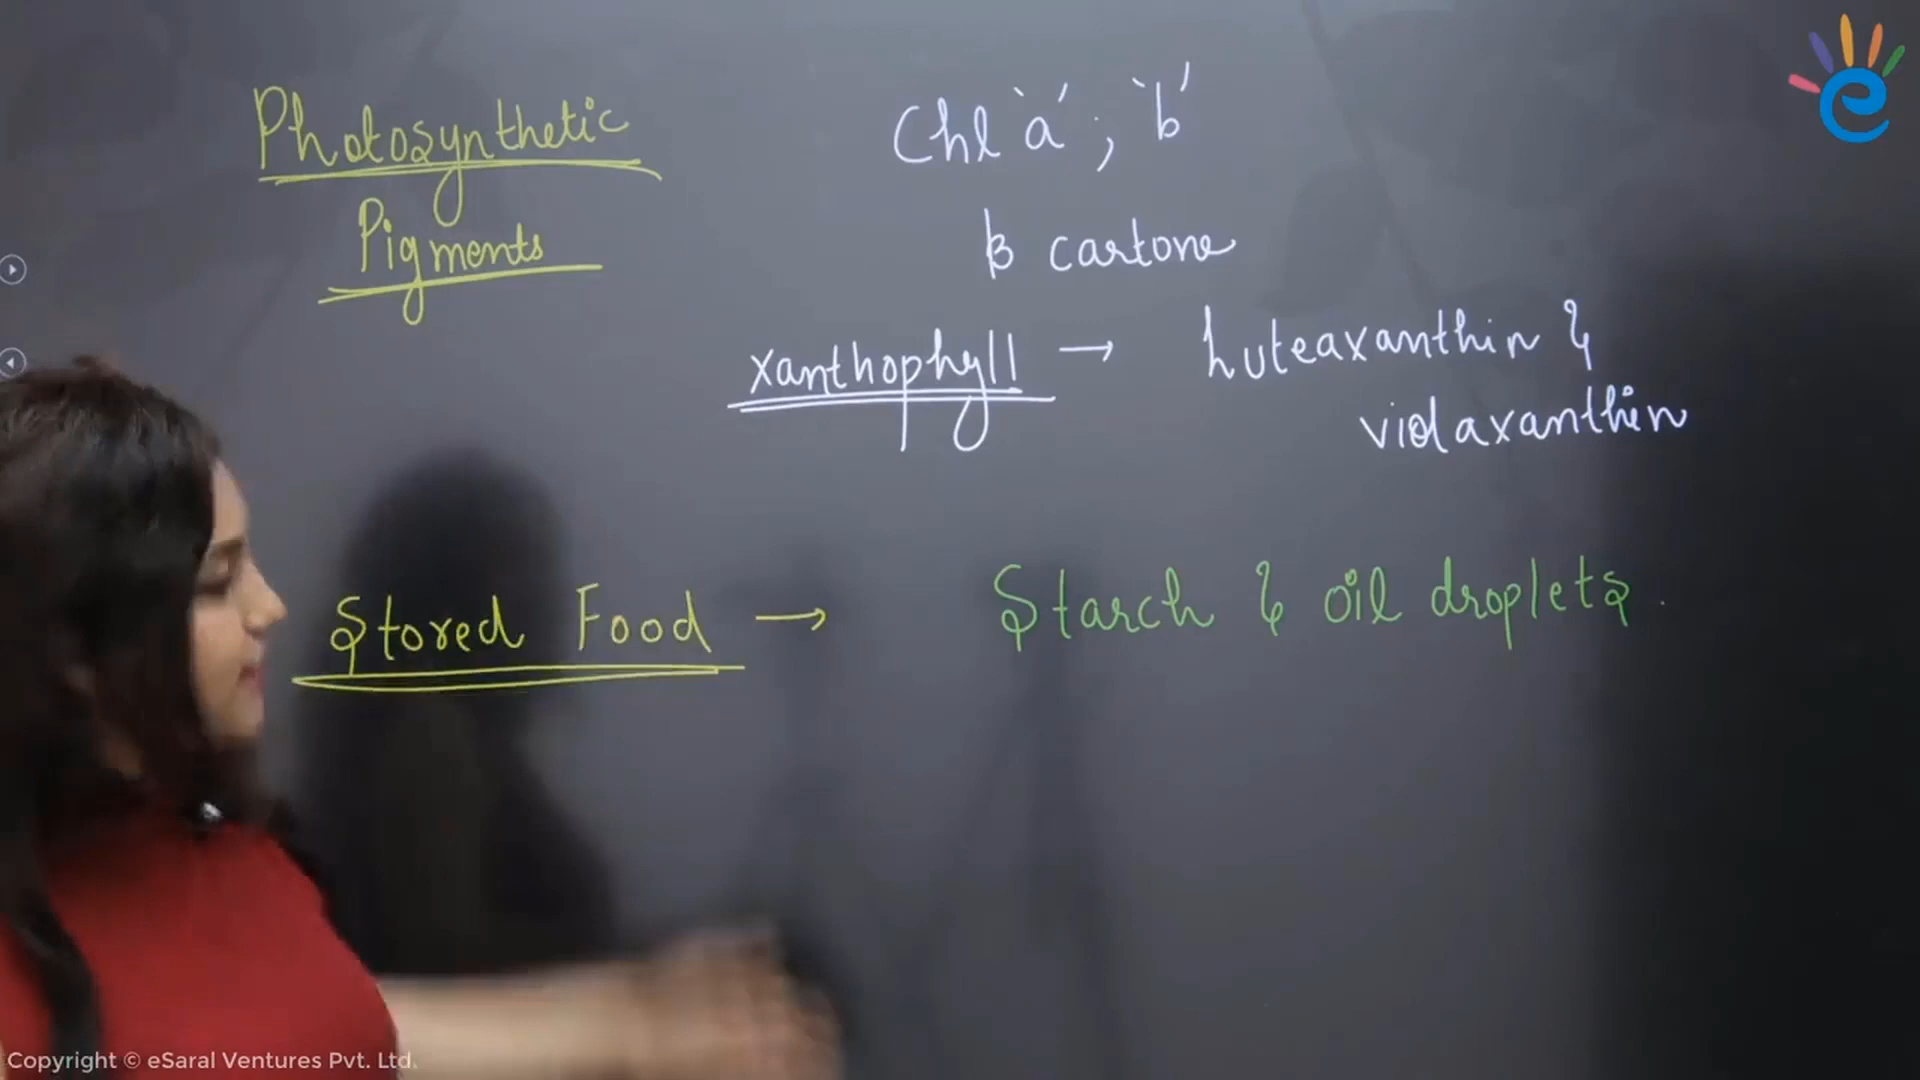 Photosynthetic
Pigments
Chl 'a' ; 'b'
β cartone
xanthophyll → Luteaxanthin &
violaxanthin
Stored Food → Starch & oil droplets.
Copyright © eSaral Ventures Pvt. Ltd.